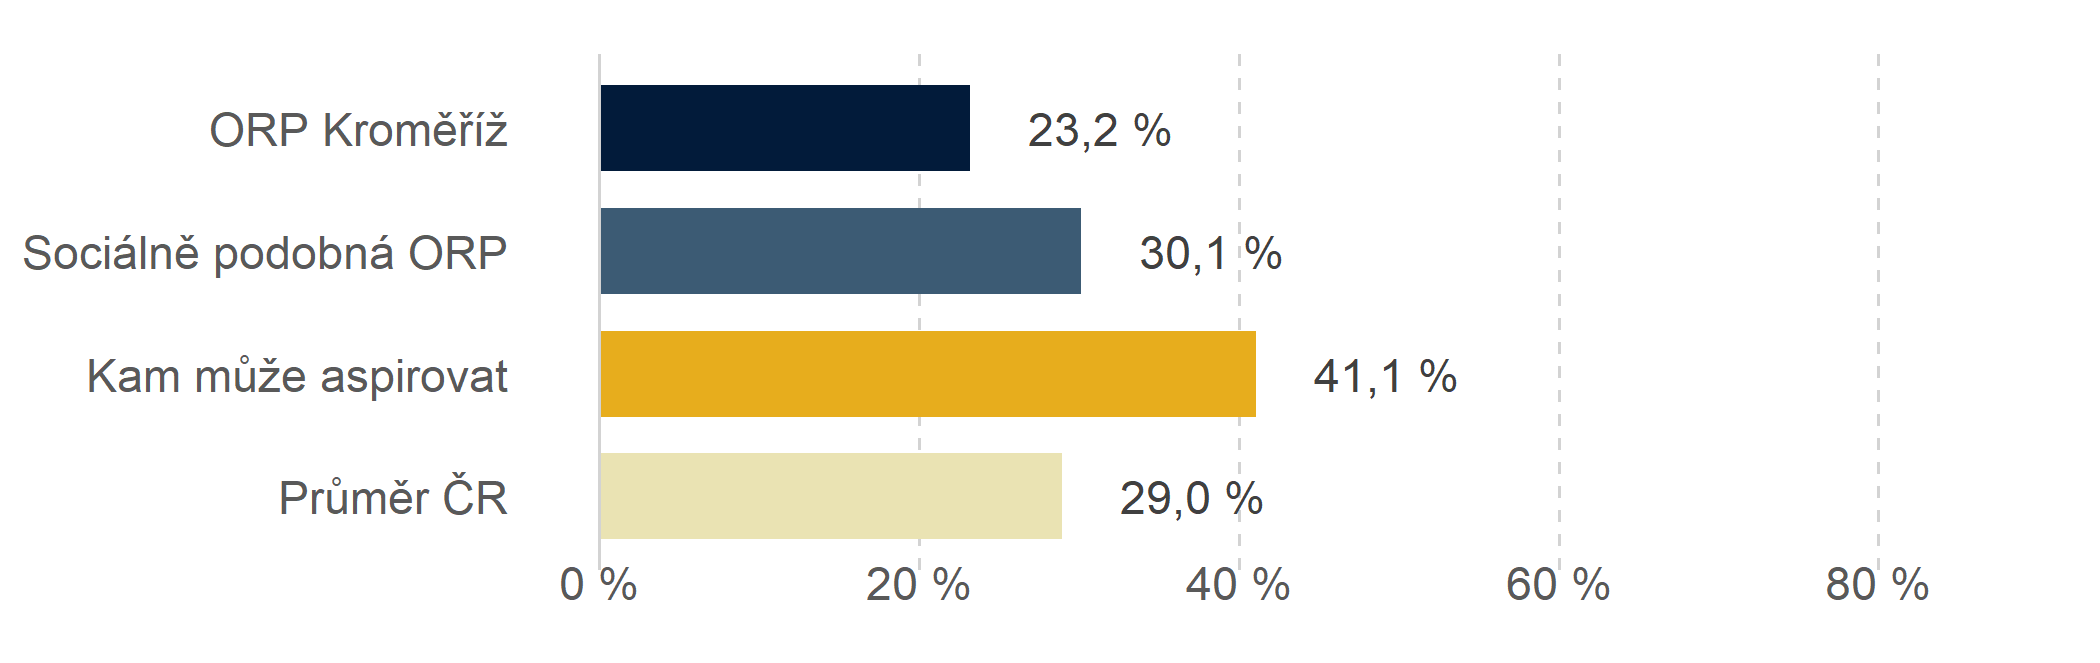 ORP Kroměříž 23,2 %
Sociálně podobná ORP 30,1 %
Kam může aspirovat 41,1 %
Průměr ČR 29,0 %
0 % 20 % 40 % 60 % 80 %